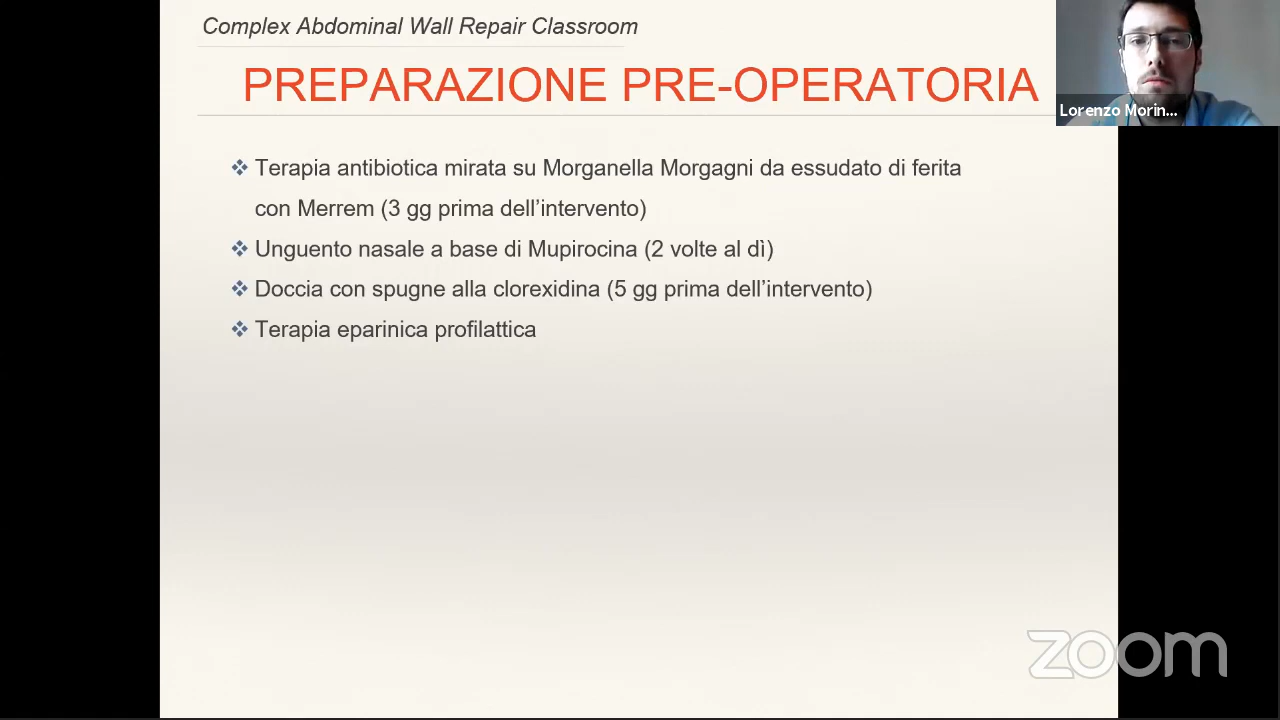 Complex Abdominal Wall Repair Classroom
PREPARAZIONE PRE-OPERATORIA
Lorenzo Morin...
Terapia antibiotica mirata su Morganella Morgagni da essudato di ferita
con Merrem (3 gg prima dell’intervento)
Unguento nasale a base di Mupirocina (2 volte al dì)
Doccia con spugne alla clorexidina (5 gg prima dell’intervento)
Terapia eparinica profilattica
zoom